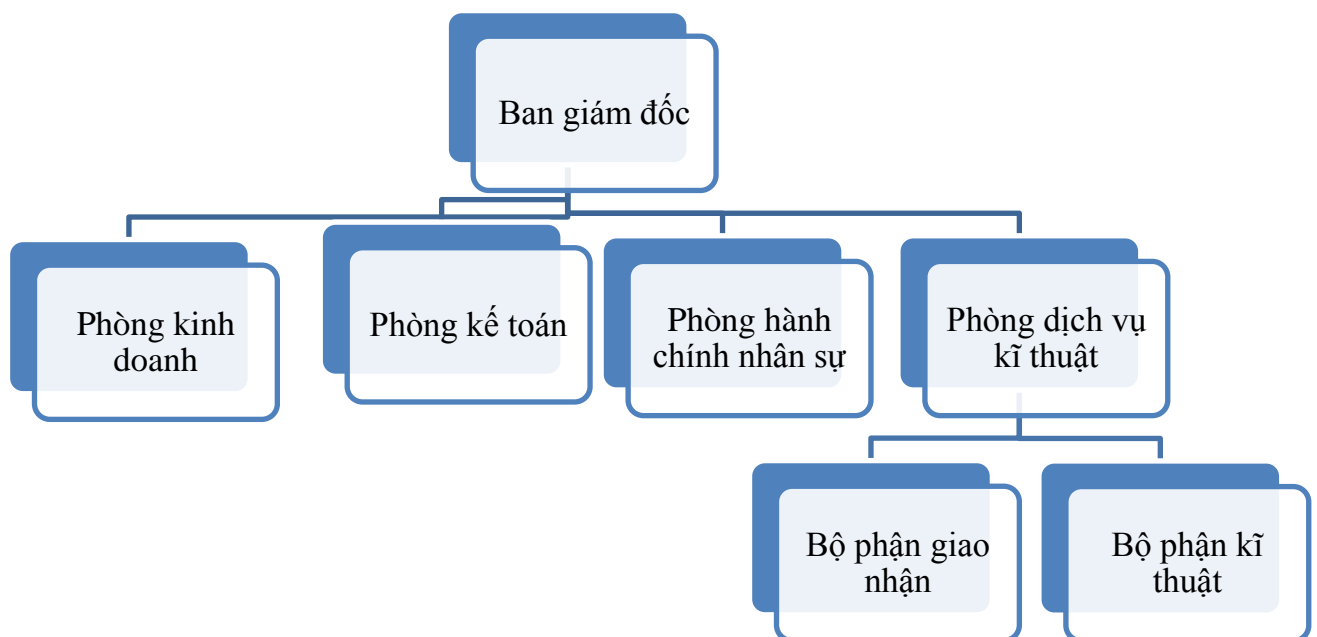 Ban giám đốc
Phòng kinh
doanh
Phòng kế toán
Phòng hành
chính nhân sự
Phòng dịch vụ
kĩ thuật
Bộ phận giao
nhận
Bộ phận kĩ
thuật